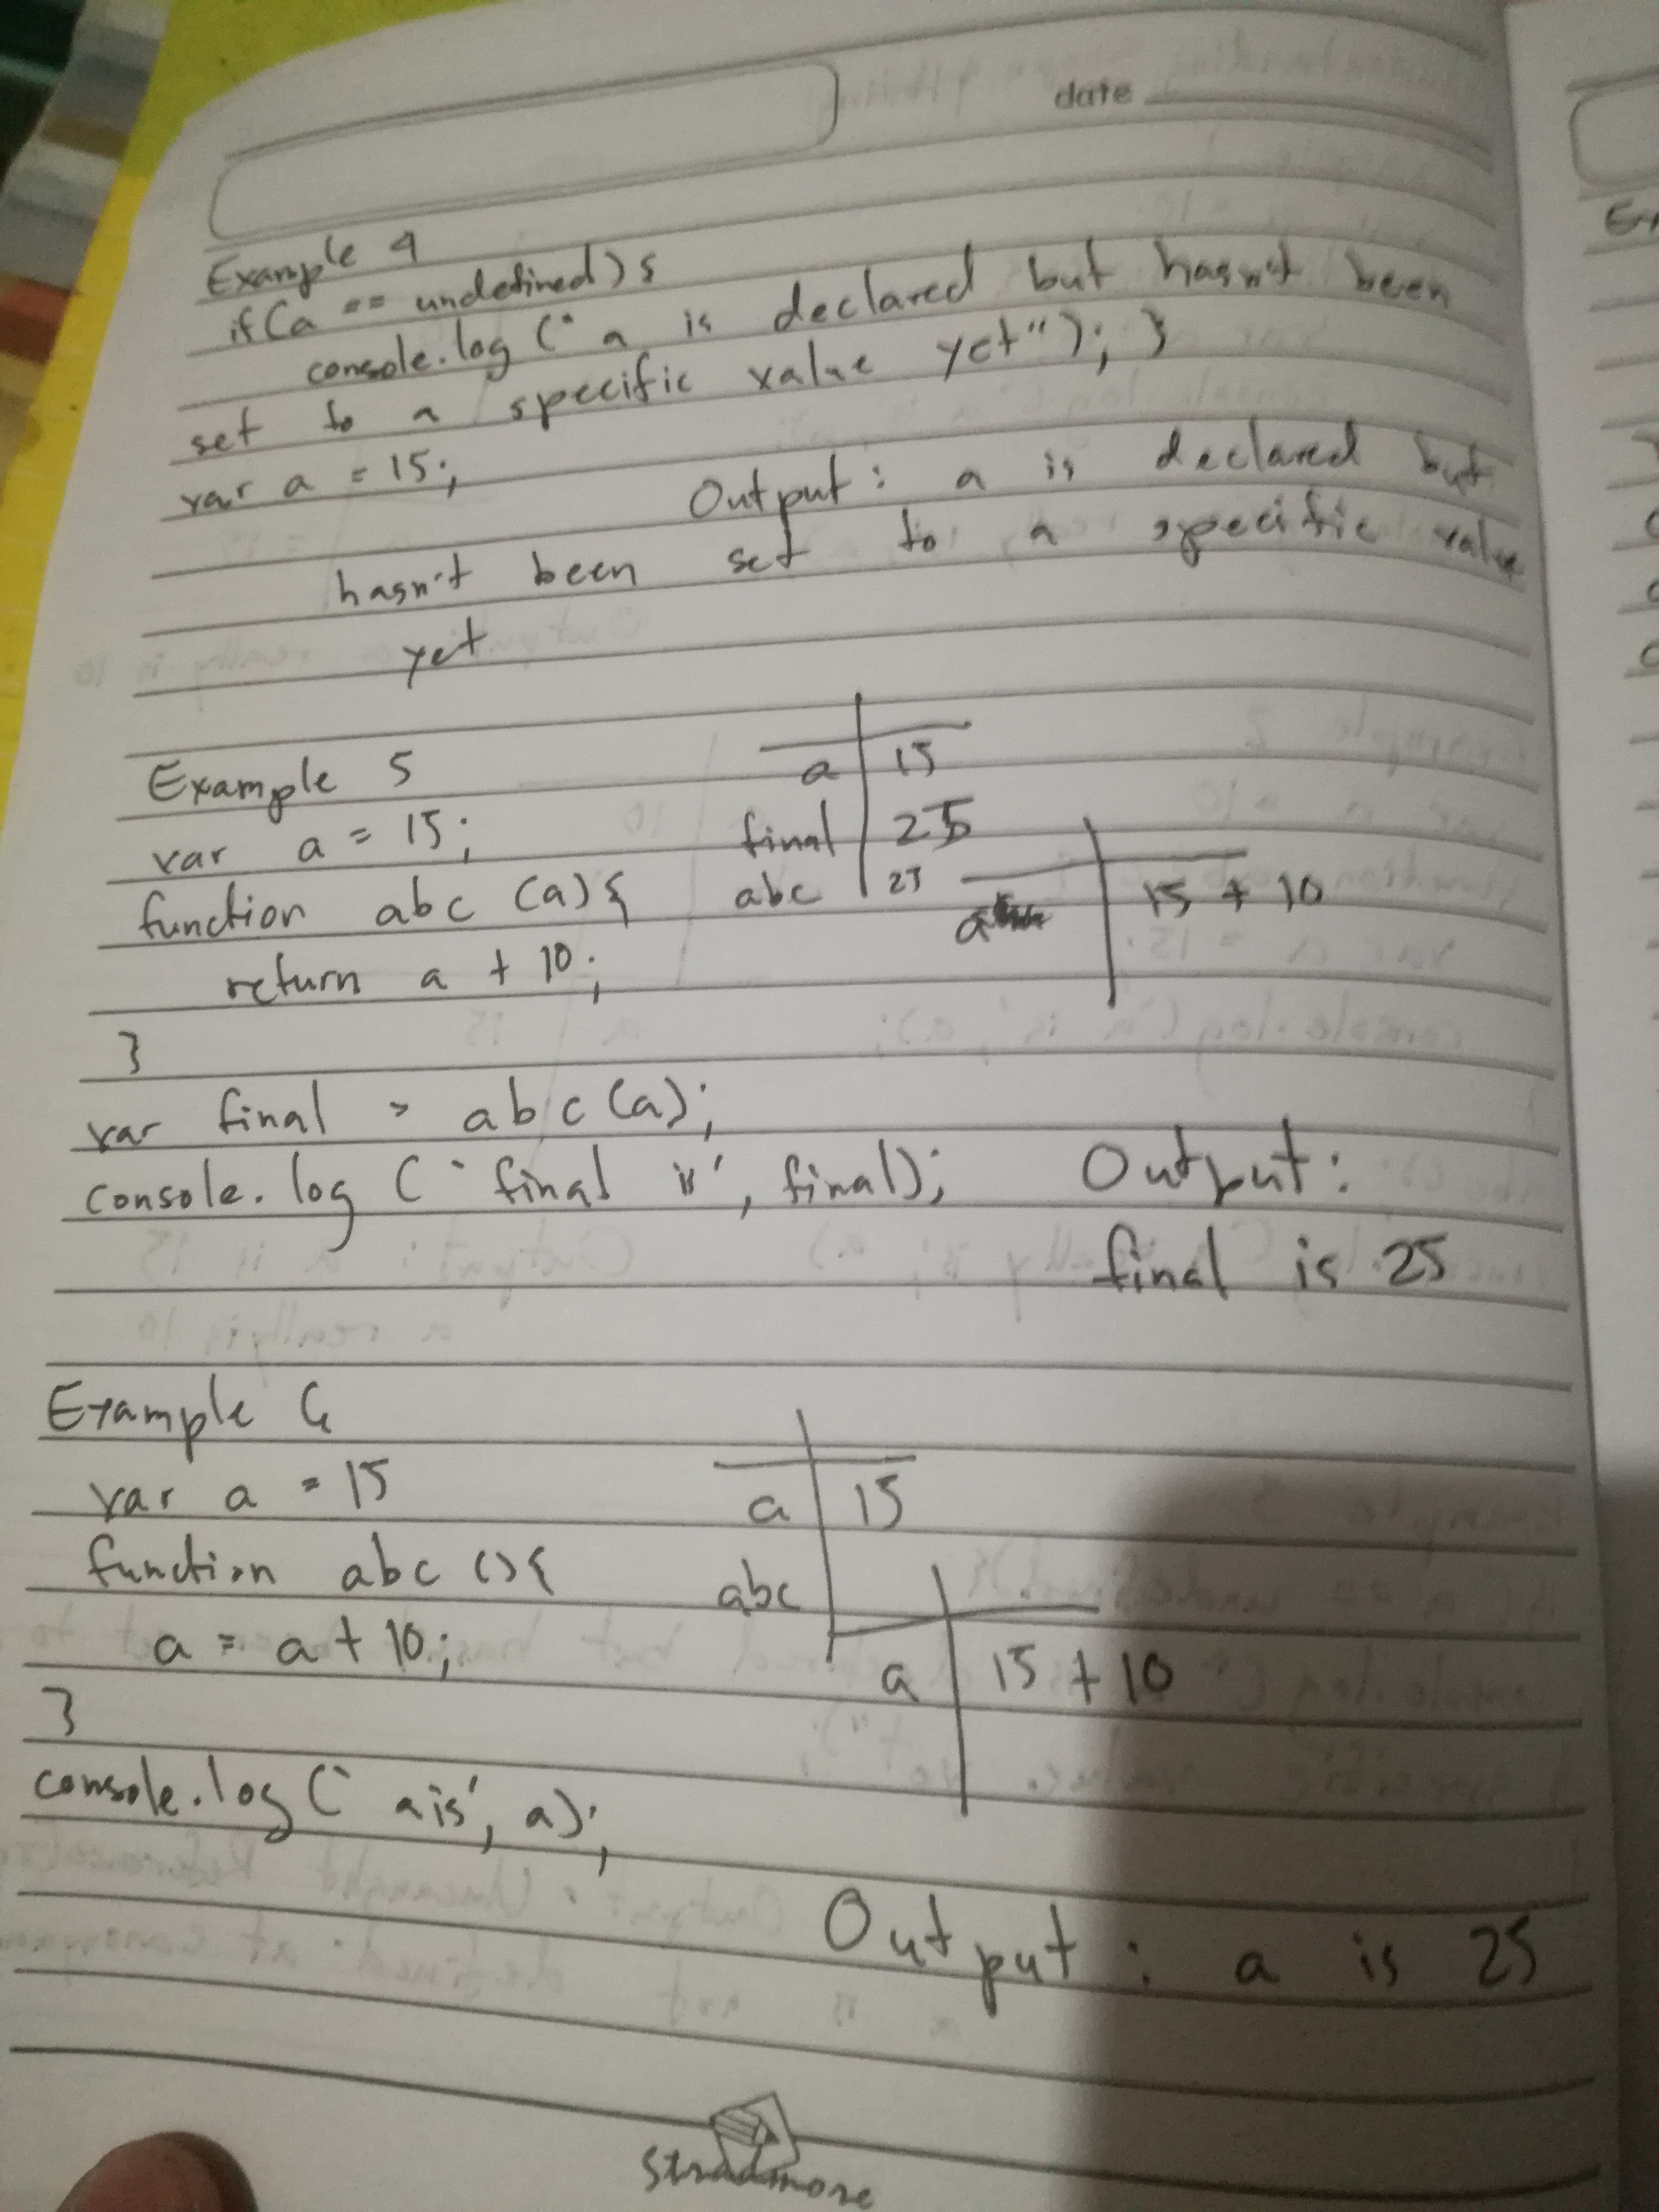 date
Example 4
if(a == undefined){
console.log(" a is declared but hasn't been
set to a specific value yet"); }
var a = 15;
Output: a is declared but
hasn't been set to a specific value
yet
Example 5
a | 15
var a = 15;
final | 25
function abc (a){
abc | 25
a | 15 + 10
return a + 10;
}
var final = abc(a);
console.log ('final is', final);
Output:
final is 25
Example 6
var a = 15
a | 15
function abc (){
abc
a = a + 10;
a | 15 + 10
}
console.log (' a is', a);
Output : a is 25
Stradmore